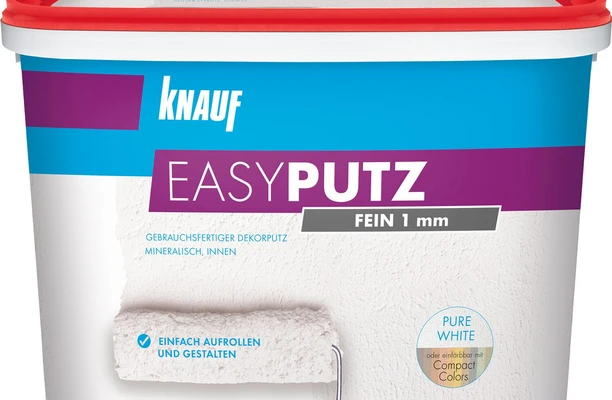 KNAUF
EASYPUTZ
FEIN 1 mm
GEBRAUCHSFERTIGER DEKORPUTZ
MINERALISCH, INNEN
EINFACH AUFROLLEN
UND GESTALTEN
PURE
WHITE
oder einfärbbar mit
Compact
Colors